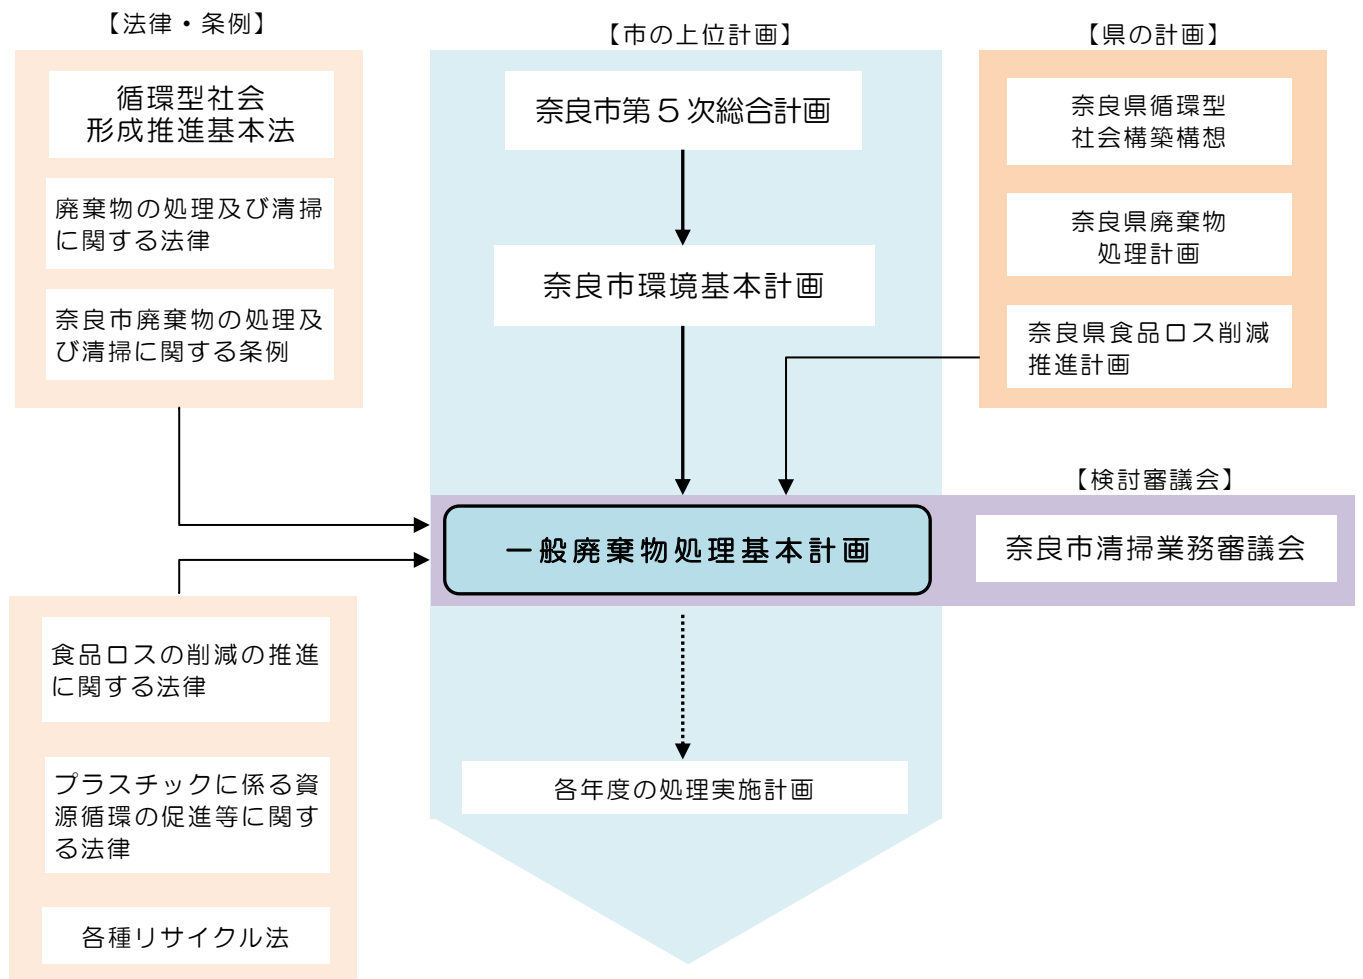 【法律・条例】
循環型社会
形成推進基本法
廃棄物の処理及び清掃
に関する法律
奈良市廃棄物の処理及
び清掃に関する条例
食品ロスの削減の推進
に関する法律
プラスチックに係る資
源循環の促進等に関す
る法律
各種リサイクル法
【市の上位計画】
奈良市第５次総合計画
奈良市環境基本計画
一般廃棄物処理基本計画
各年度の処理実施計画
【県の計画】
奈良県循環型
社会構築構想
奈良県廃棄物
処理計画
奈良県食品ロス削減
推進計画
【検討審議会】
奈良市清掃業務審議会